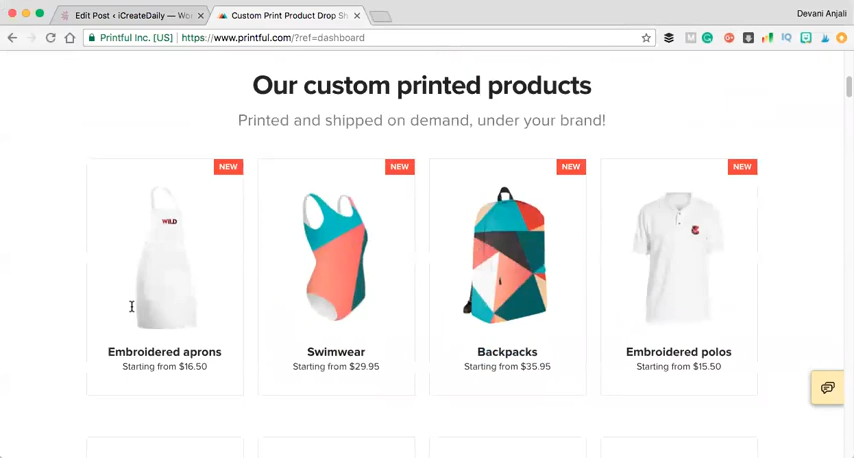 Edit Post ‹ iCreateDaily — Wor
Custom Print Product Drop Sh
Devani Anjali
Printful Inc. [US]
https://www.printful.com/?ref=dashboard
Our custom printed products
Printed and shipped on demand, under your brand!
NEW
NEW
NEW
NEW
WILD
Embroidered aprons
Swimwear
Backpacks
Embroidered polos
Starting from $16.50
Starting from $29.95
Starting from $35.95
Starting from $15.50